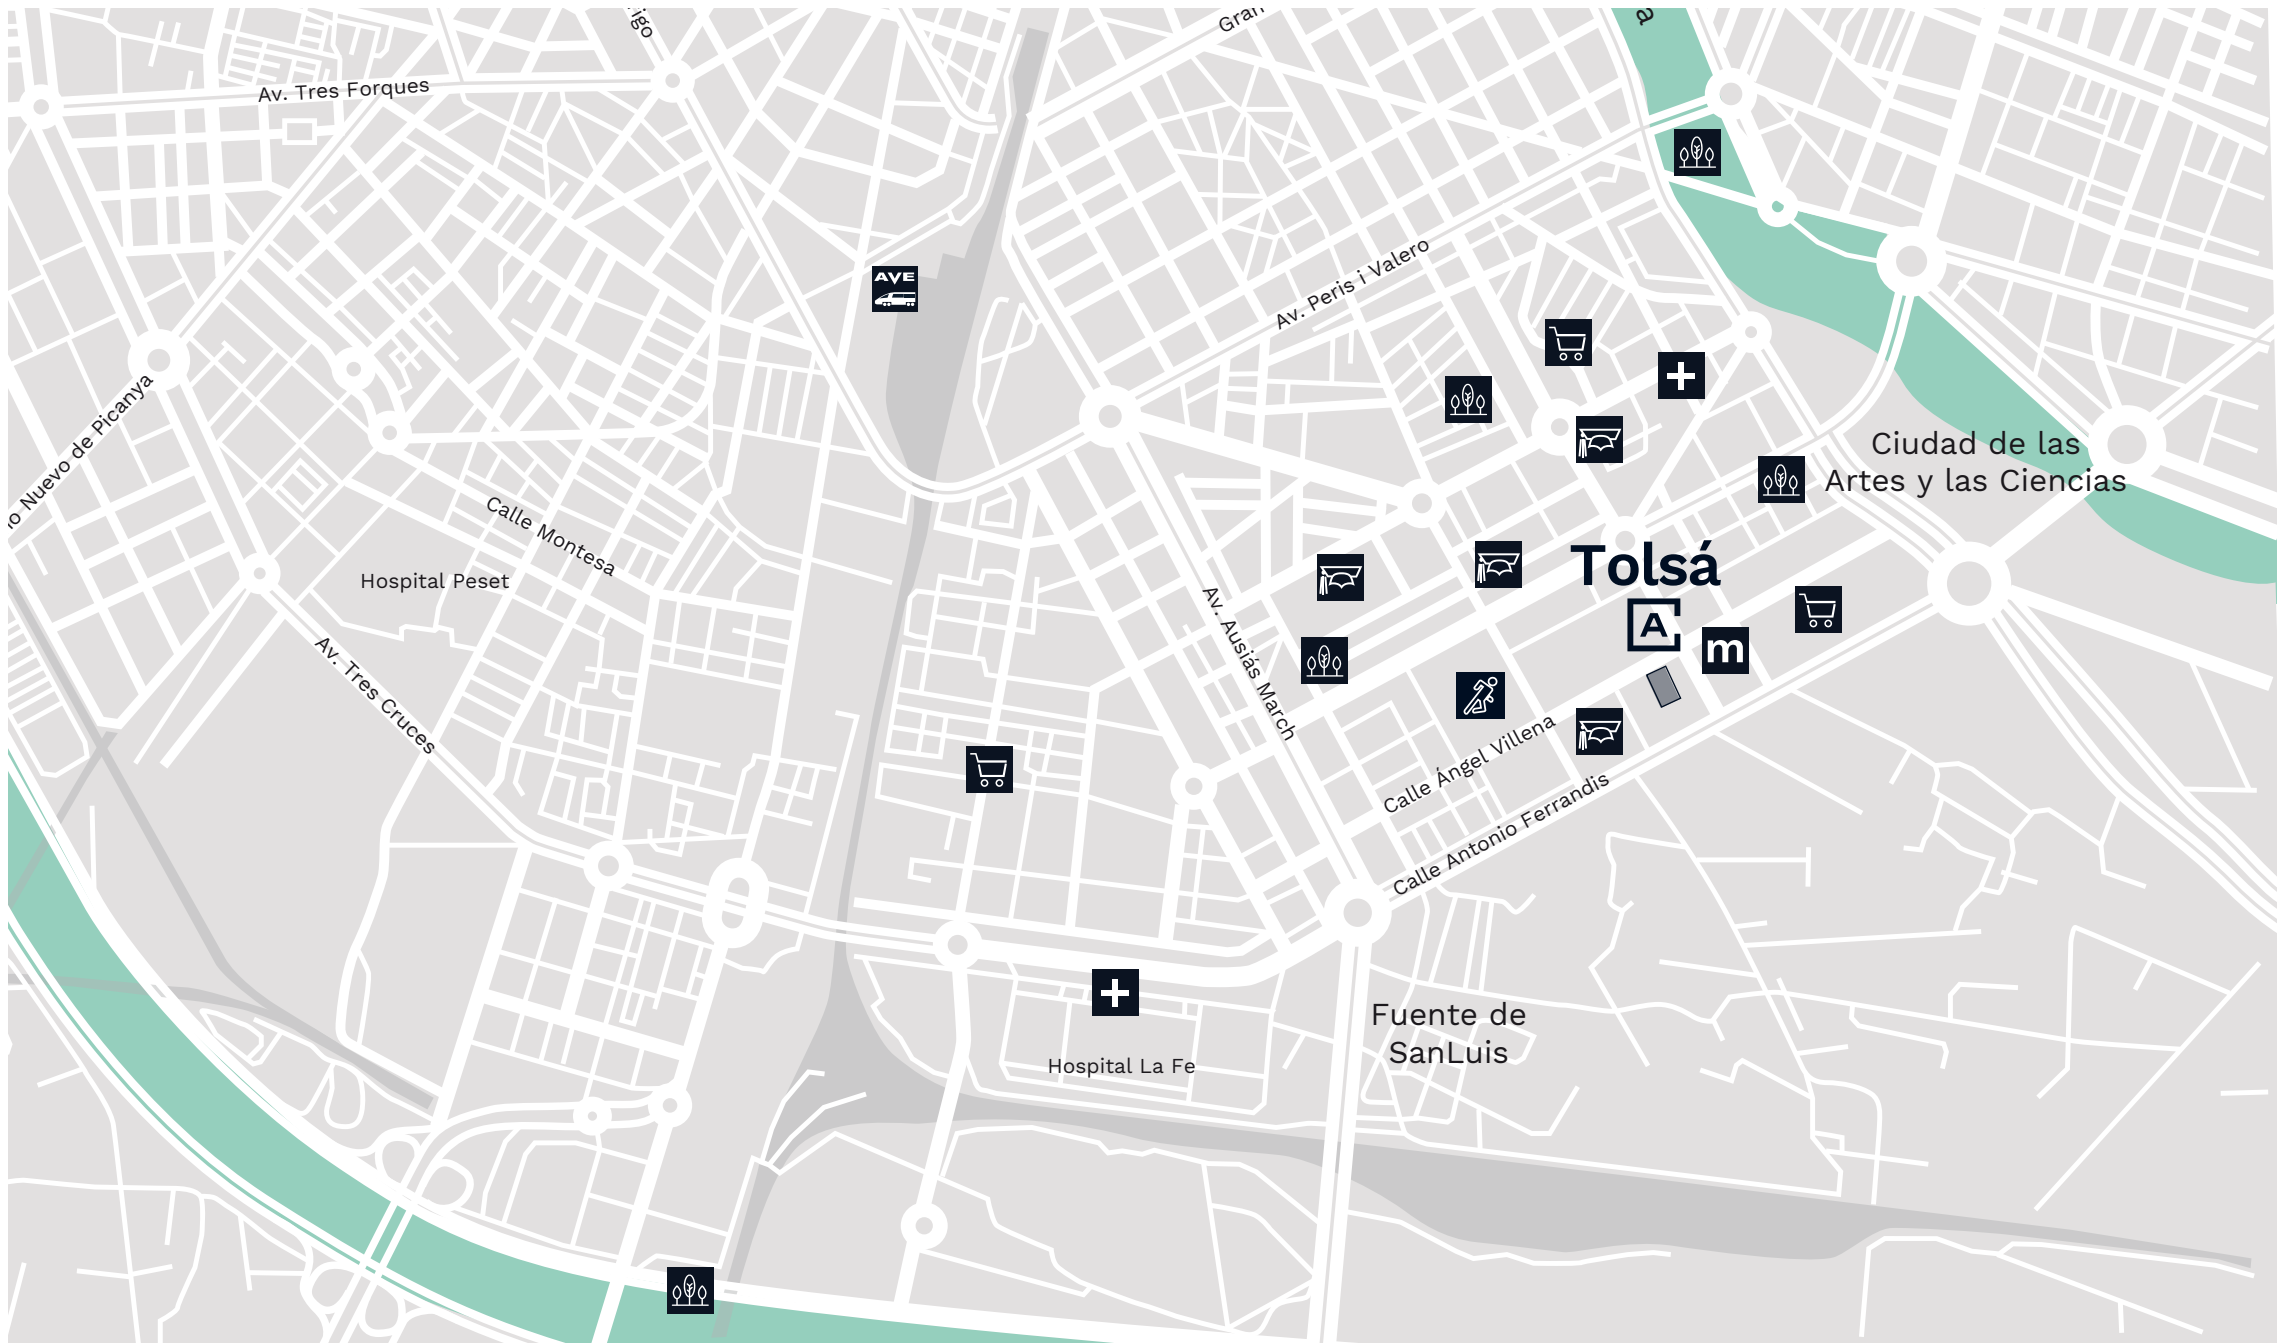 Gran
Av. Tres Forques
Av. Peris i Valero
AVE
Nuevo de Picanya
Ciudad de las
Artes y las Ciencias
Calle Montesa
Hospital Peset
Tolsá
A
m
Av. Ausiás March
Av. Tres Cruces
Calle Ángel Villena
Calle Antonio Ferrandis
Fuente de
SanLuis
Hospital La Fe